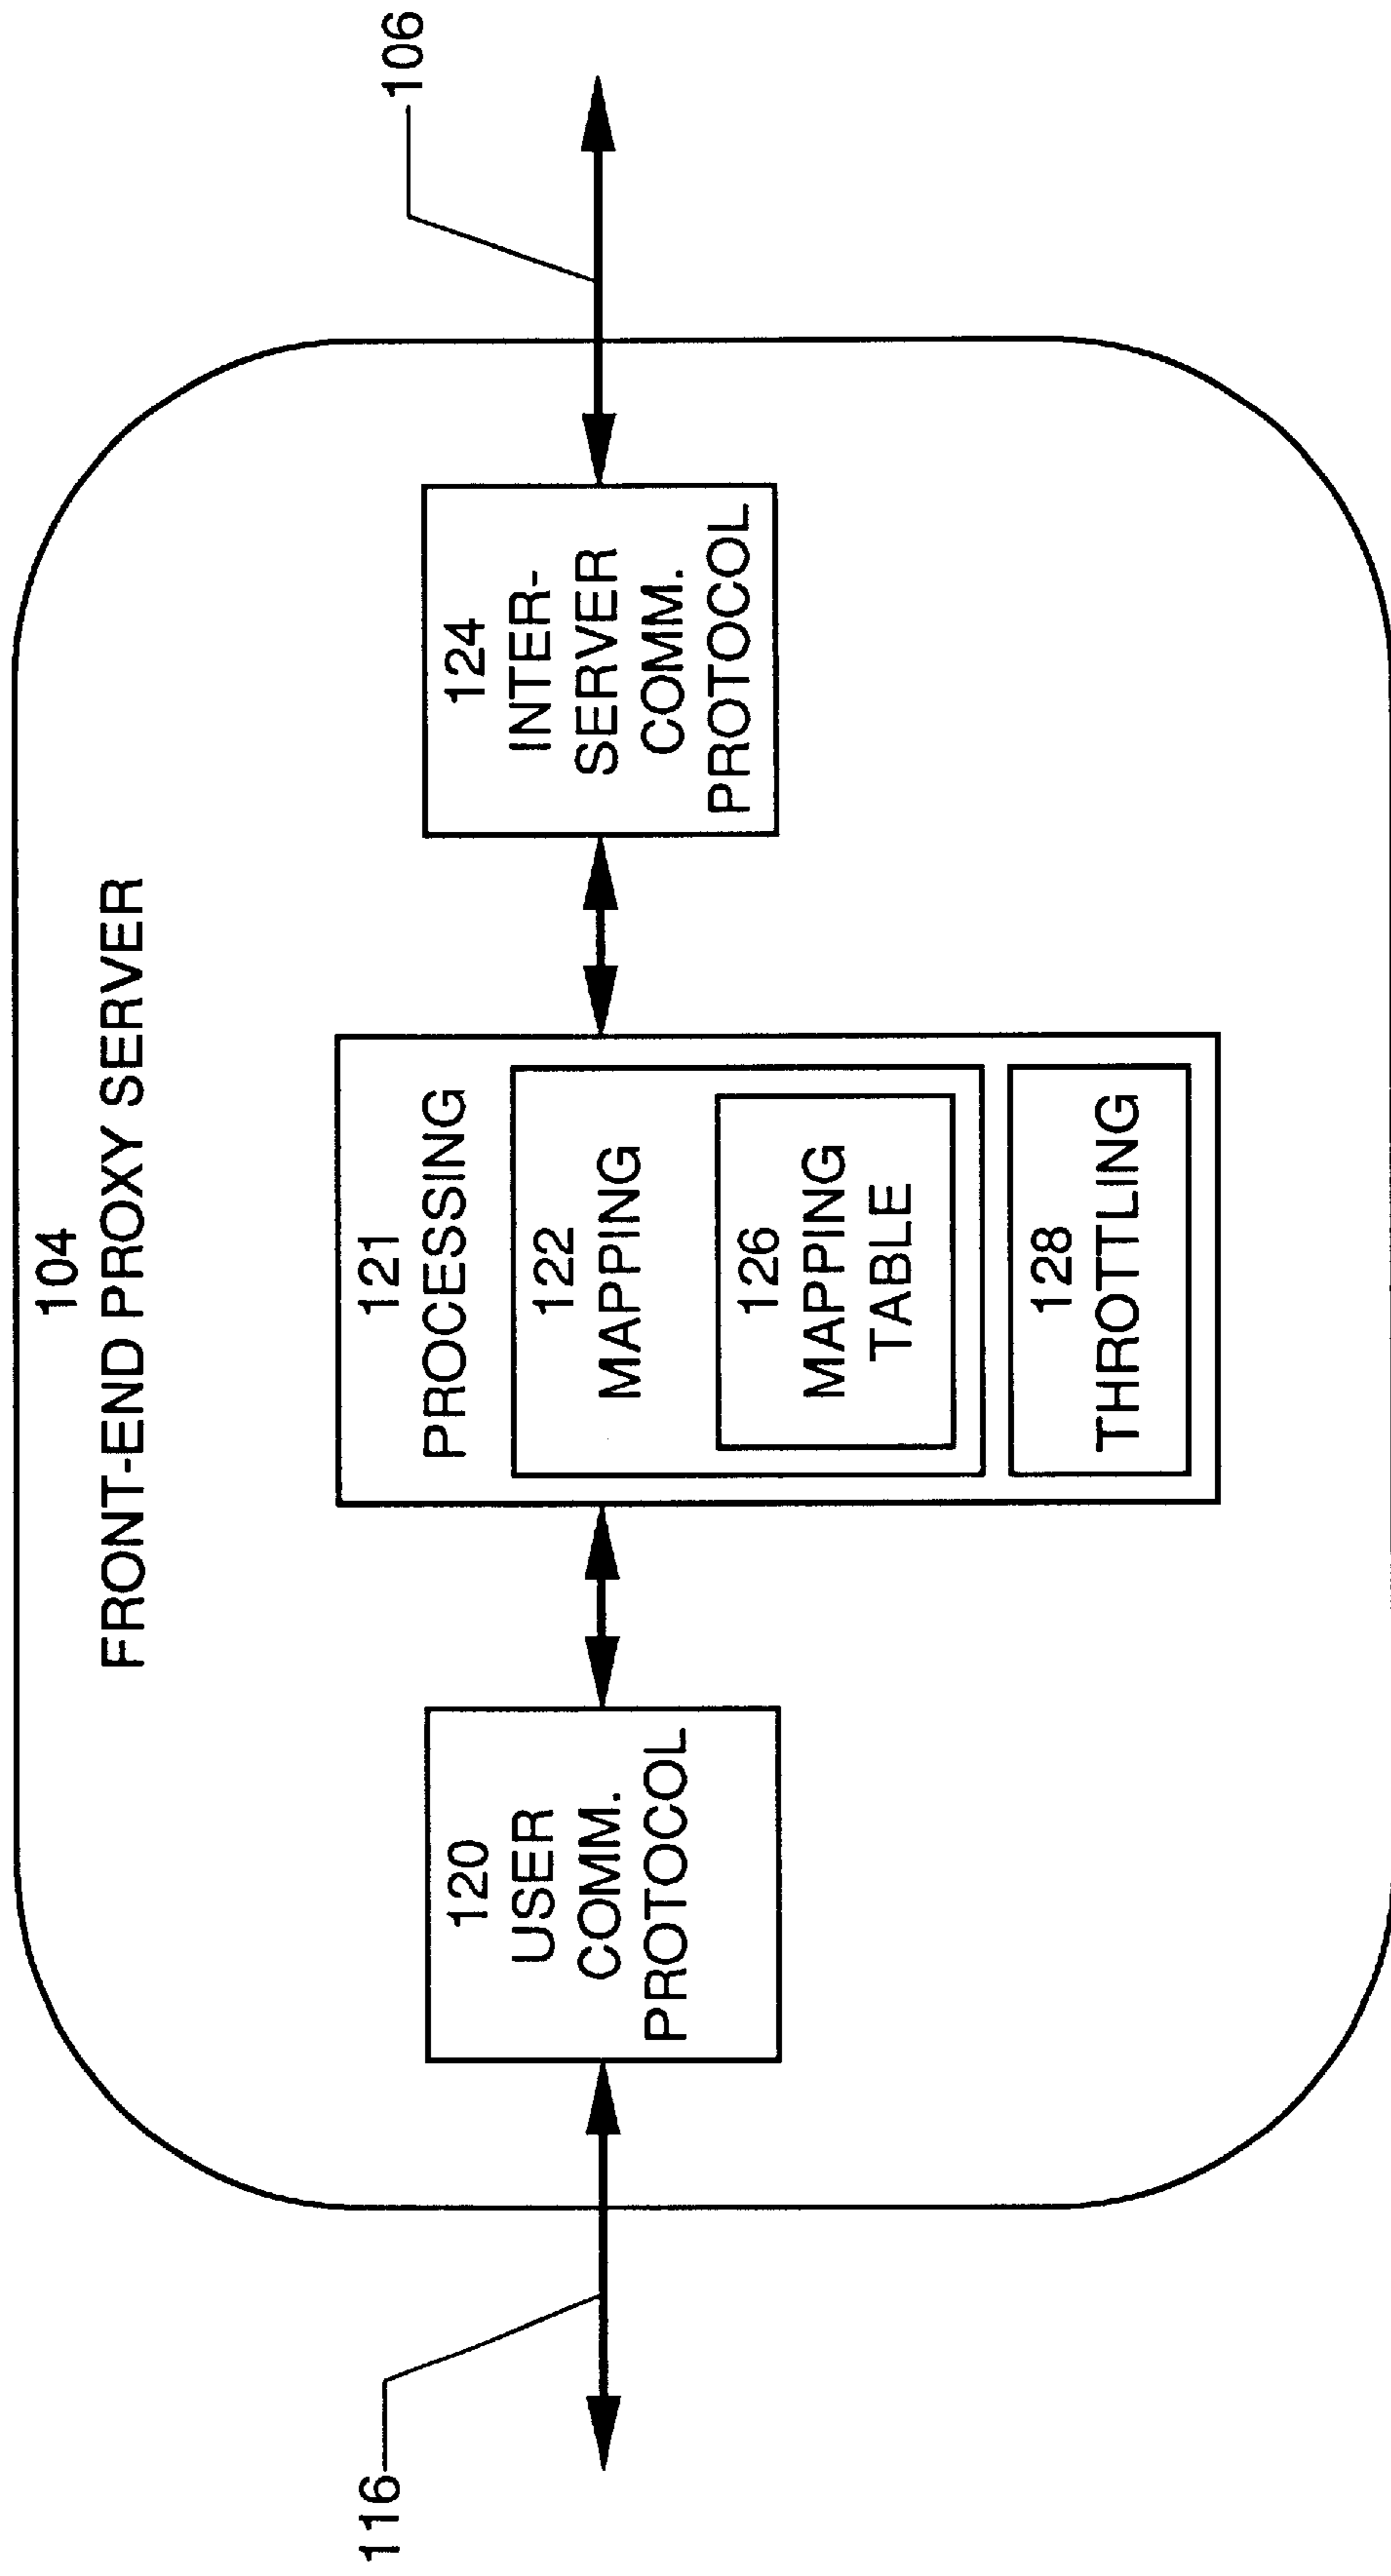 104
FRONT-END PROXY SERVER
116
106
120
USER
COMM.
PROTOCOL
121
PROCESSING
122
MAPPING
126
MAPPING
TABLE
128
THROTTLING
124
INTER-
SERVER
COMM.
PROTOCOL